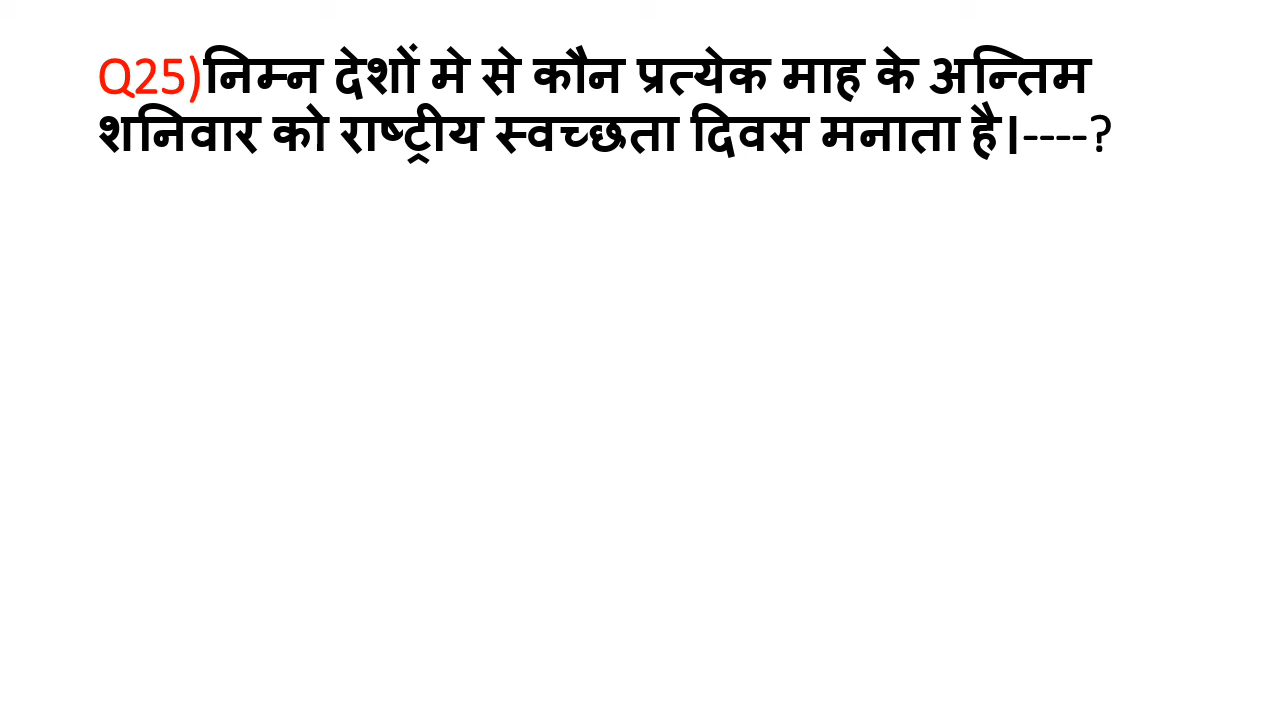 Q25)निम्न देशों मे से कौन प्रत्येक माह के अन्तिम
शनिवार को राष्ट्रीय स्वच्छता दिवस मनाता है।----?